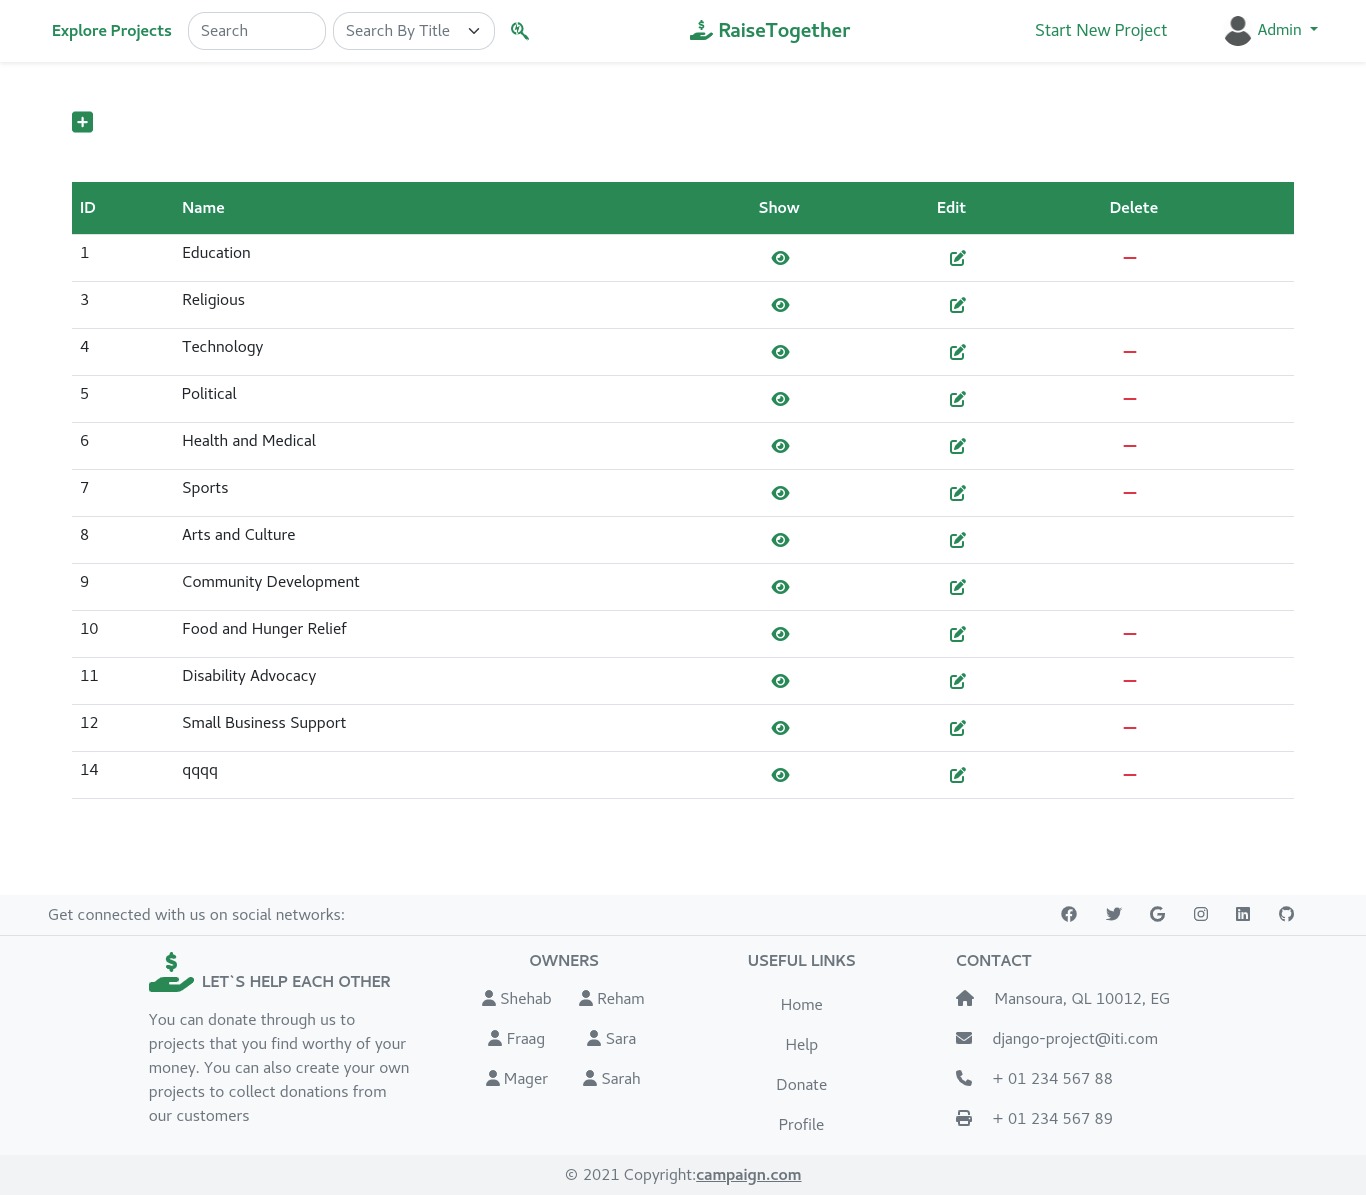 Explore Projects Search Search By Title RaiseTogether Start New Project Admin
ID Name Show Edit Delete
1 Education
3 Religious
4 Technology
5 Political
6 Health and Medical
7 Sports
8 Arts and Culture
9 Community Development
10 Food and Hunger Relief
11 Disability Advocacy
12 Small Business Support
14 qqqq
Get connected with us on social networks:
LET`S HELP EACH OTHER
You can donate through us to
projects that you find worthy of your
money. You can also create your own
projects to collect donations from
our customers
OWNERS
Shehab Reham
Fraag Sara
Mager Sarah
USEFUL LINKS
Home
Help
Donate
Profile
CONTACT
Mansoura, QL 10012, EG
django-project@iti.com
+ 01 234 567 88
+ 01 234 567 89
© 2021 Copyright:campaign.com